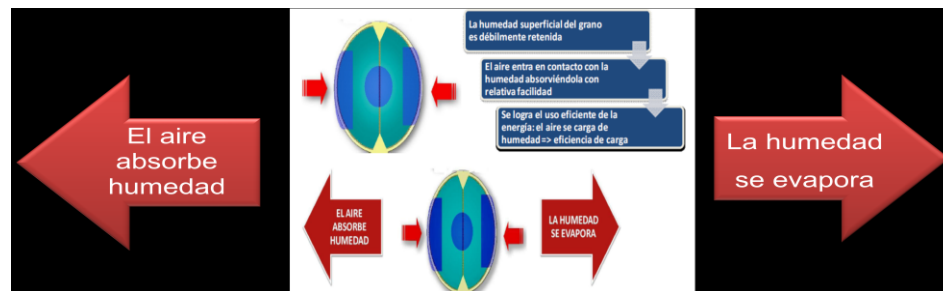 El aire
absorbe
humedad
La humedad superficial del grano
es débilmente retenida
El aire entra en contacto con la
humedad absorviéndola con
relativa facilidad
Se logra el uso eficiente de la
energía: el aire se carga de
humedad => eficiencia de carga
EL AIRE
ABSORBE
HUMEDAD
LA HUMEDAD
SE EVAPORA
La humedad
se evapora